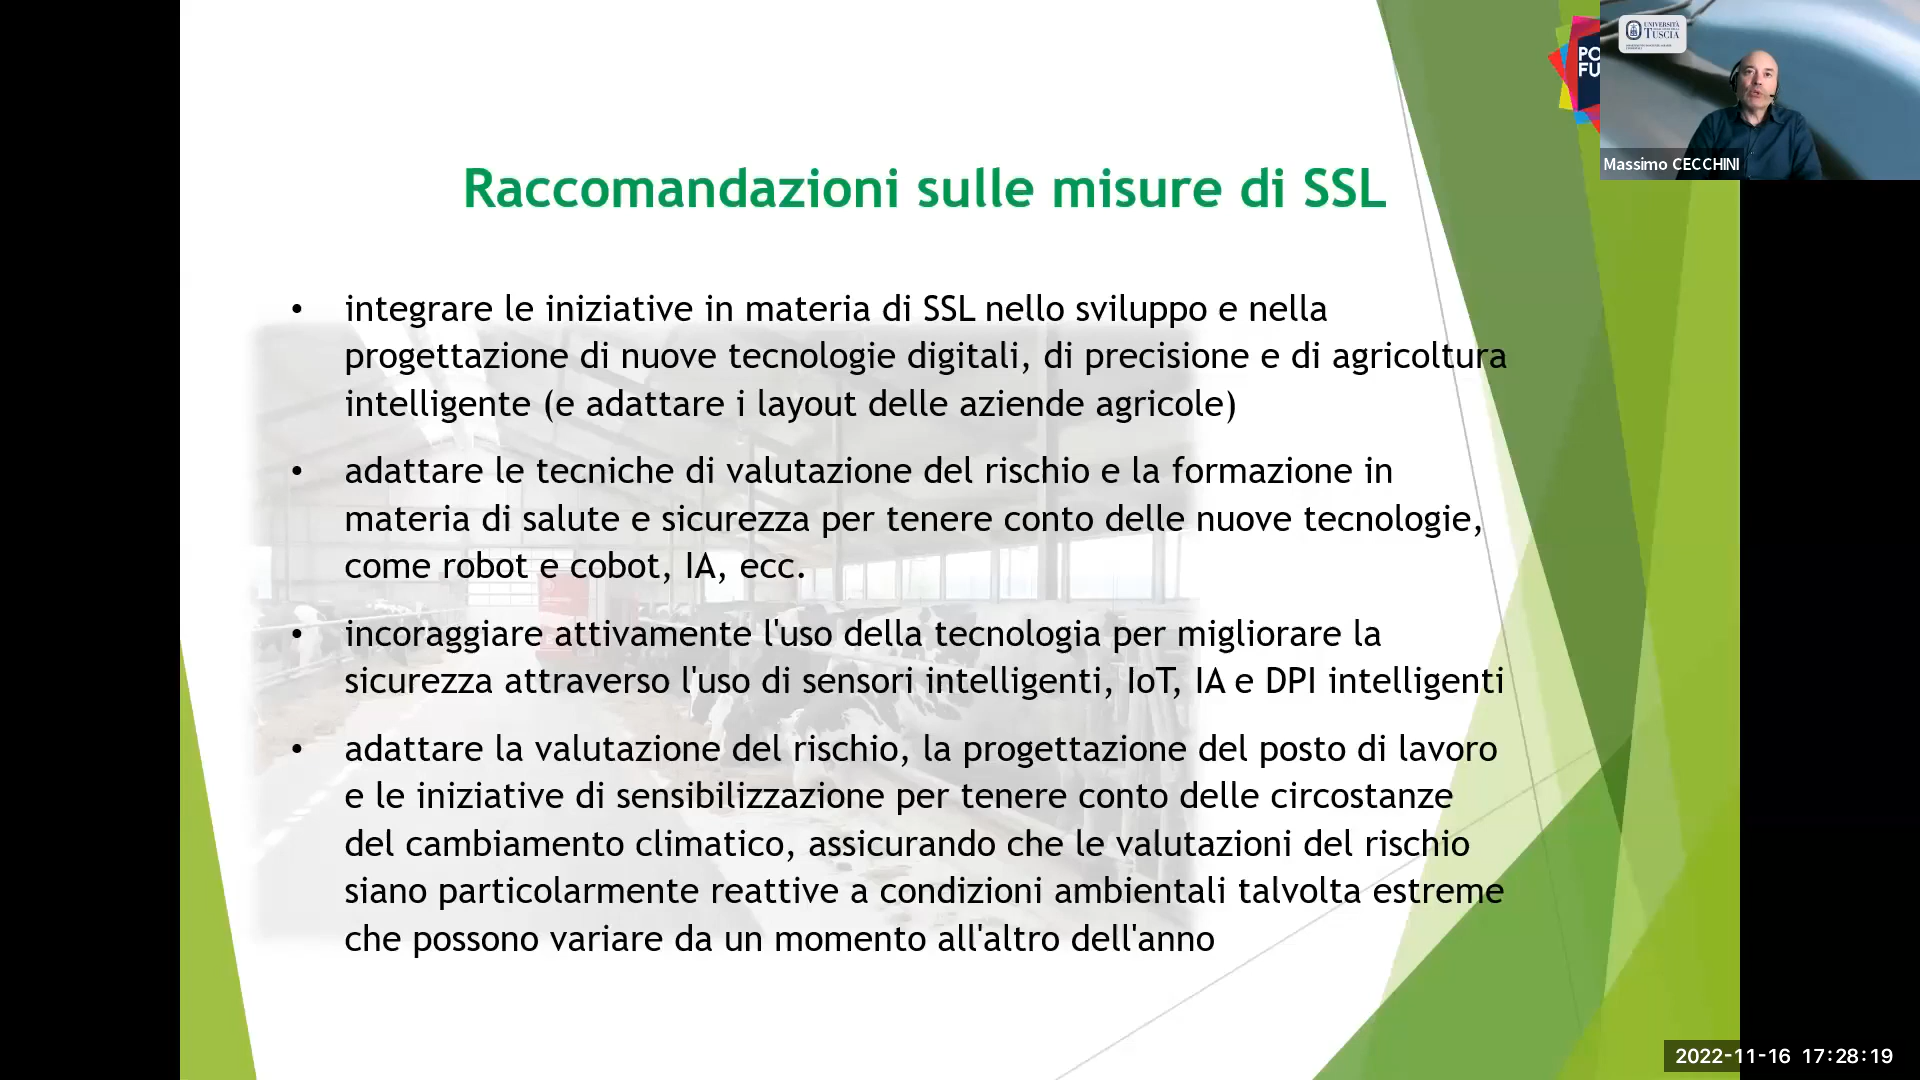 Raccomandazioni sulle misure di SSL
• integrare le iniziative in materia di SSL nello sviluppo e nella
progettazione di nuove tecnologie digitali, di precisione e di agricoltura
intelligente (e adattare i layout delle aziende agricole)
• adattare le tecniche di valutazione del rischio e la formazione in
materia di salute e sicurezza per tenere conto delle nuove tecnologie,
come robot e cobot, IA, ecc.
• incoraggiare attivamente l'uso della tecnologia per migliorare la
sicurezza attraverso l'uso di sensori intelligenti, IoT, IA e DPI intelligenti
• adattare la valutazione del rischio, la progettazione del posto di lavoro
e le iniziative di sensibilizzazione per tenere conto delle circostanze
del cambiamento climatico, assicurando che le valutazioni del rischio
siano particolarmente reattive a condizioni ambientali talvolta estreme
che possono variare da un momento all'altro dell'anno
PO
FU
UNIVERSITÀ
TUSCIA
Massimo CECCHINI
2022-11-16 17:28:19